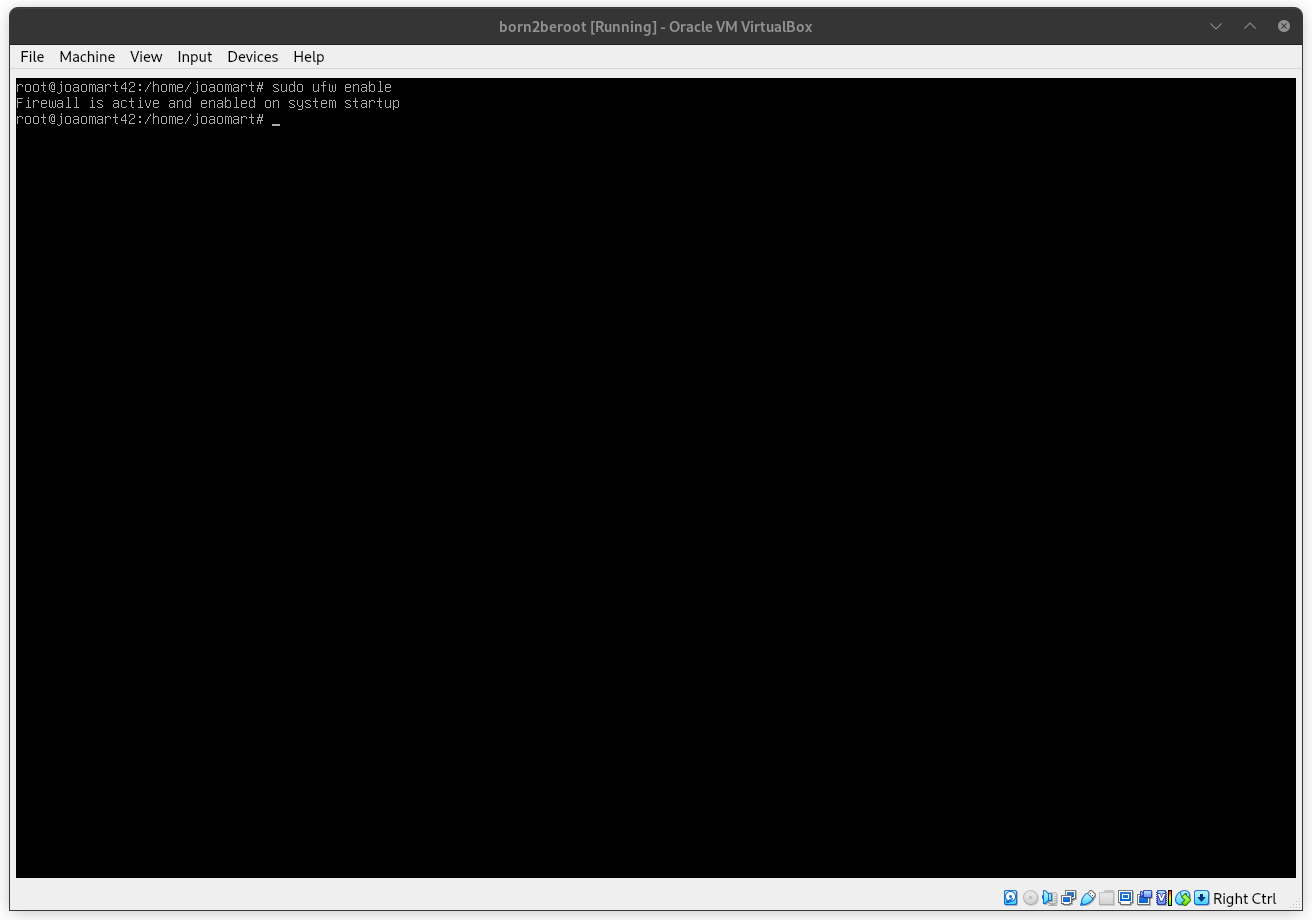 born2beroot [Running] - Oracle VM VirtualBox
File Machine View Input Devices Help
root@joaomart42:/home/joaomart# sudo ufw enable
Firewall is active and enabled on system startup
root@joaomart42:/home/joaomart# _
Right Ctrl